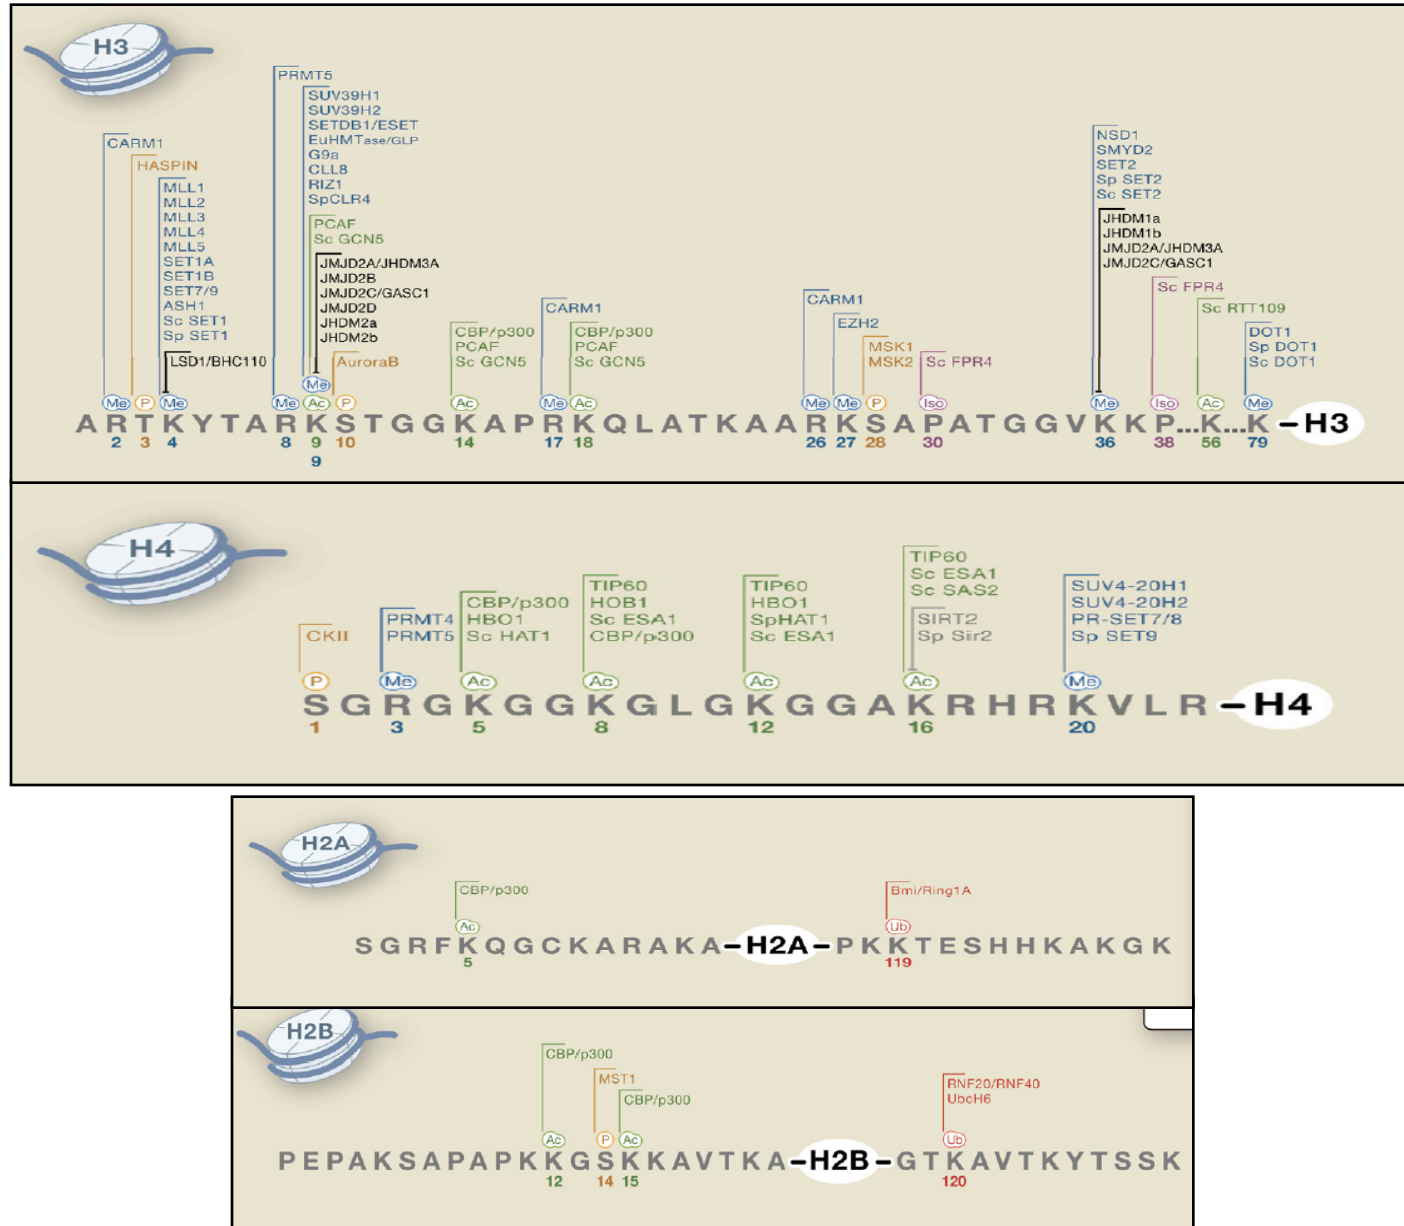 H3
PRMT5
SUV39H1
SUV39H2
SETDB1/ESET
EuHMTase/GLP
G9a
CLL8
RIZ1
SpCLR4
PCAF
Sc GCN5
JMJD2A/JHDM3A
JMJD2B
JMJD2C/GASC1
JMJD2D
JHDM2a
JHDM2b
AuroraB
CARM1
HASPIN
MLL1
MLL2
MLL3
MLL4
MLL5
SET1A
SET1B
SET7/9
ASH1
Sc SET1
Sp SET1
LSD1/BHC110
CBP/p300
PCAF
Sc GCN5
CARM1
CBP/p300
PCAF
Sc GCN5
CARM1
EZH2
MSK1
MSK2
Sc FPR4
NSD1
SMYD2
SET2
Sp SET2
Sc SET2
JHDM1a
JHDM1b
JMJD2A/JHDM3A
JMJD2C/GASC1
Sc FPR4
Sc RTT109
DOT1
Sp DOT1
Sc DOT1
Me
Me P Me Me Ac P Ac Me Ac Me Me P Iso Me Iso Ac Me
A R T K Y T A R K S T G G K A P R K Q L A T K A A R K S A P A T G G V K K P...K...K –H3
2 3 4 8 9 10 14 17 18 26 27 28 30 36 38 56 79
9
H4
CKII
PRMT4
PRMT5
CBP/p300
HBO1
Sc HAT1
TIP60
HOB1
Sc ESA1
CBP/p300
TIP60
HBO1
SpHAT1
Sc ESA1
TIP60
Sc ESA1
Sc SAS2
SIRT2
Sp Sir2
SUV4-20H1
SUV4-20H2
PR-SET7/8
Sp SET9
P Me Ac Ac Ac Ac Me
S G R G K G G K G L G K G G A K R H R K V L R –H4
1 3 5 8 12 16 20
H2A
CBP/p300
Bmi/Ring1A
Ac Ub
S G R F K Q G C K A R A K A –H2A– P K K T E S H H K A K G K
5 119
H2B
CBP/p300
MST1
CBP/p300
RNF20/RNF40
UbcH6
Ac P Ac Ub
P E P A K S A P A P K K G S K K A V T K A –H2B– G T K A V T K Y T S S K
12 14 15 120